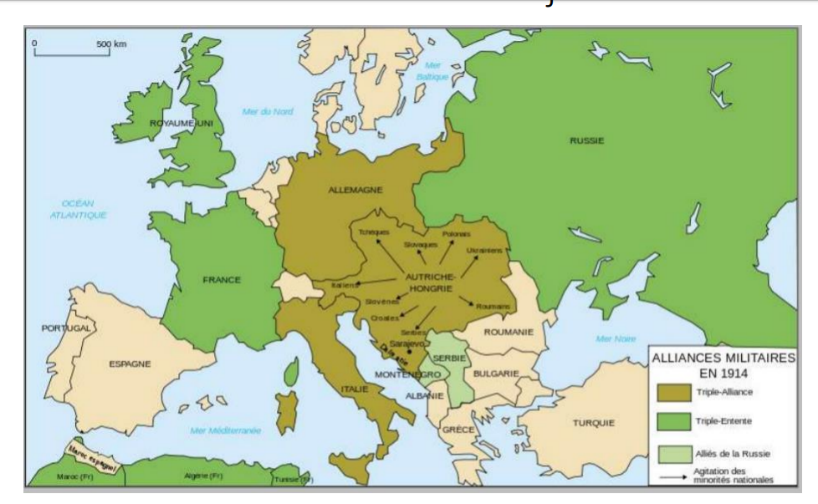 0 500 km
Mer
Baltique
Mer du Nord
ROYAUME-UNI
RUSSIE
ALLEMAGNE
OCÉAN
ATLANTIQUE
Tchèques
Polonais
Slovaques
Ukrainiens
FRANCE
AUTRICHE-
HONGRIE
Italiens
Slovènes
Roumains
Croates
PORTUGAL
ESPAGNE
Serbes
Sarajevo
Dalmatie
ROUMANIE
Mer Noire
SERBIE
MONTENEGRO
BULGARIE
ITALIE
ALBANIE
GRÈCE
TURQUIE
Mer Méditerranée
Maroc espagnol
Maroc (Fr)
Algérie (Fr)
Tunisie (Fr)
ALLIANCES MILITAIRES
EN 1914
Triple-Alliance
Triple-Entente
Alliés de la Russie
Agitation des
minorités nationales